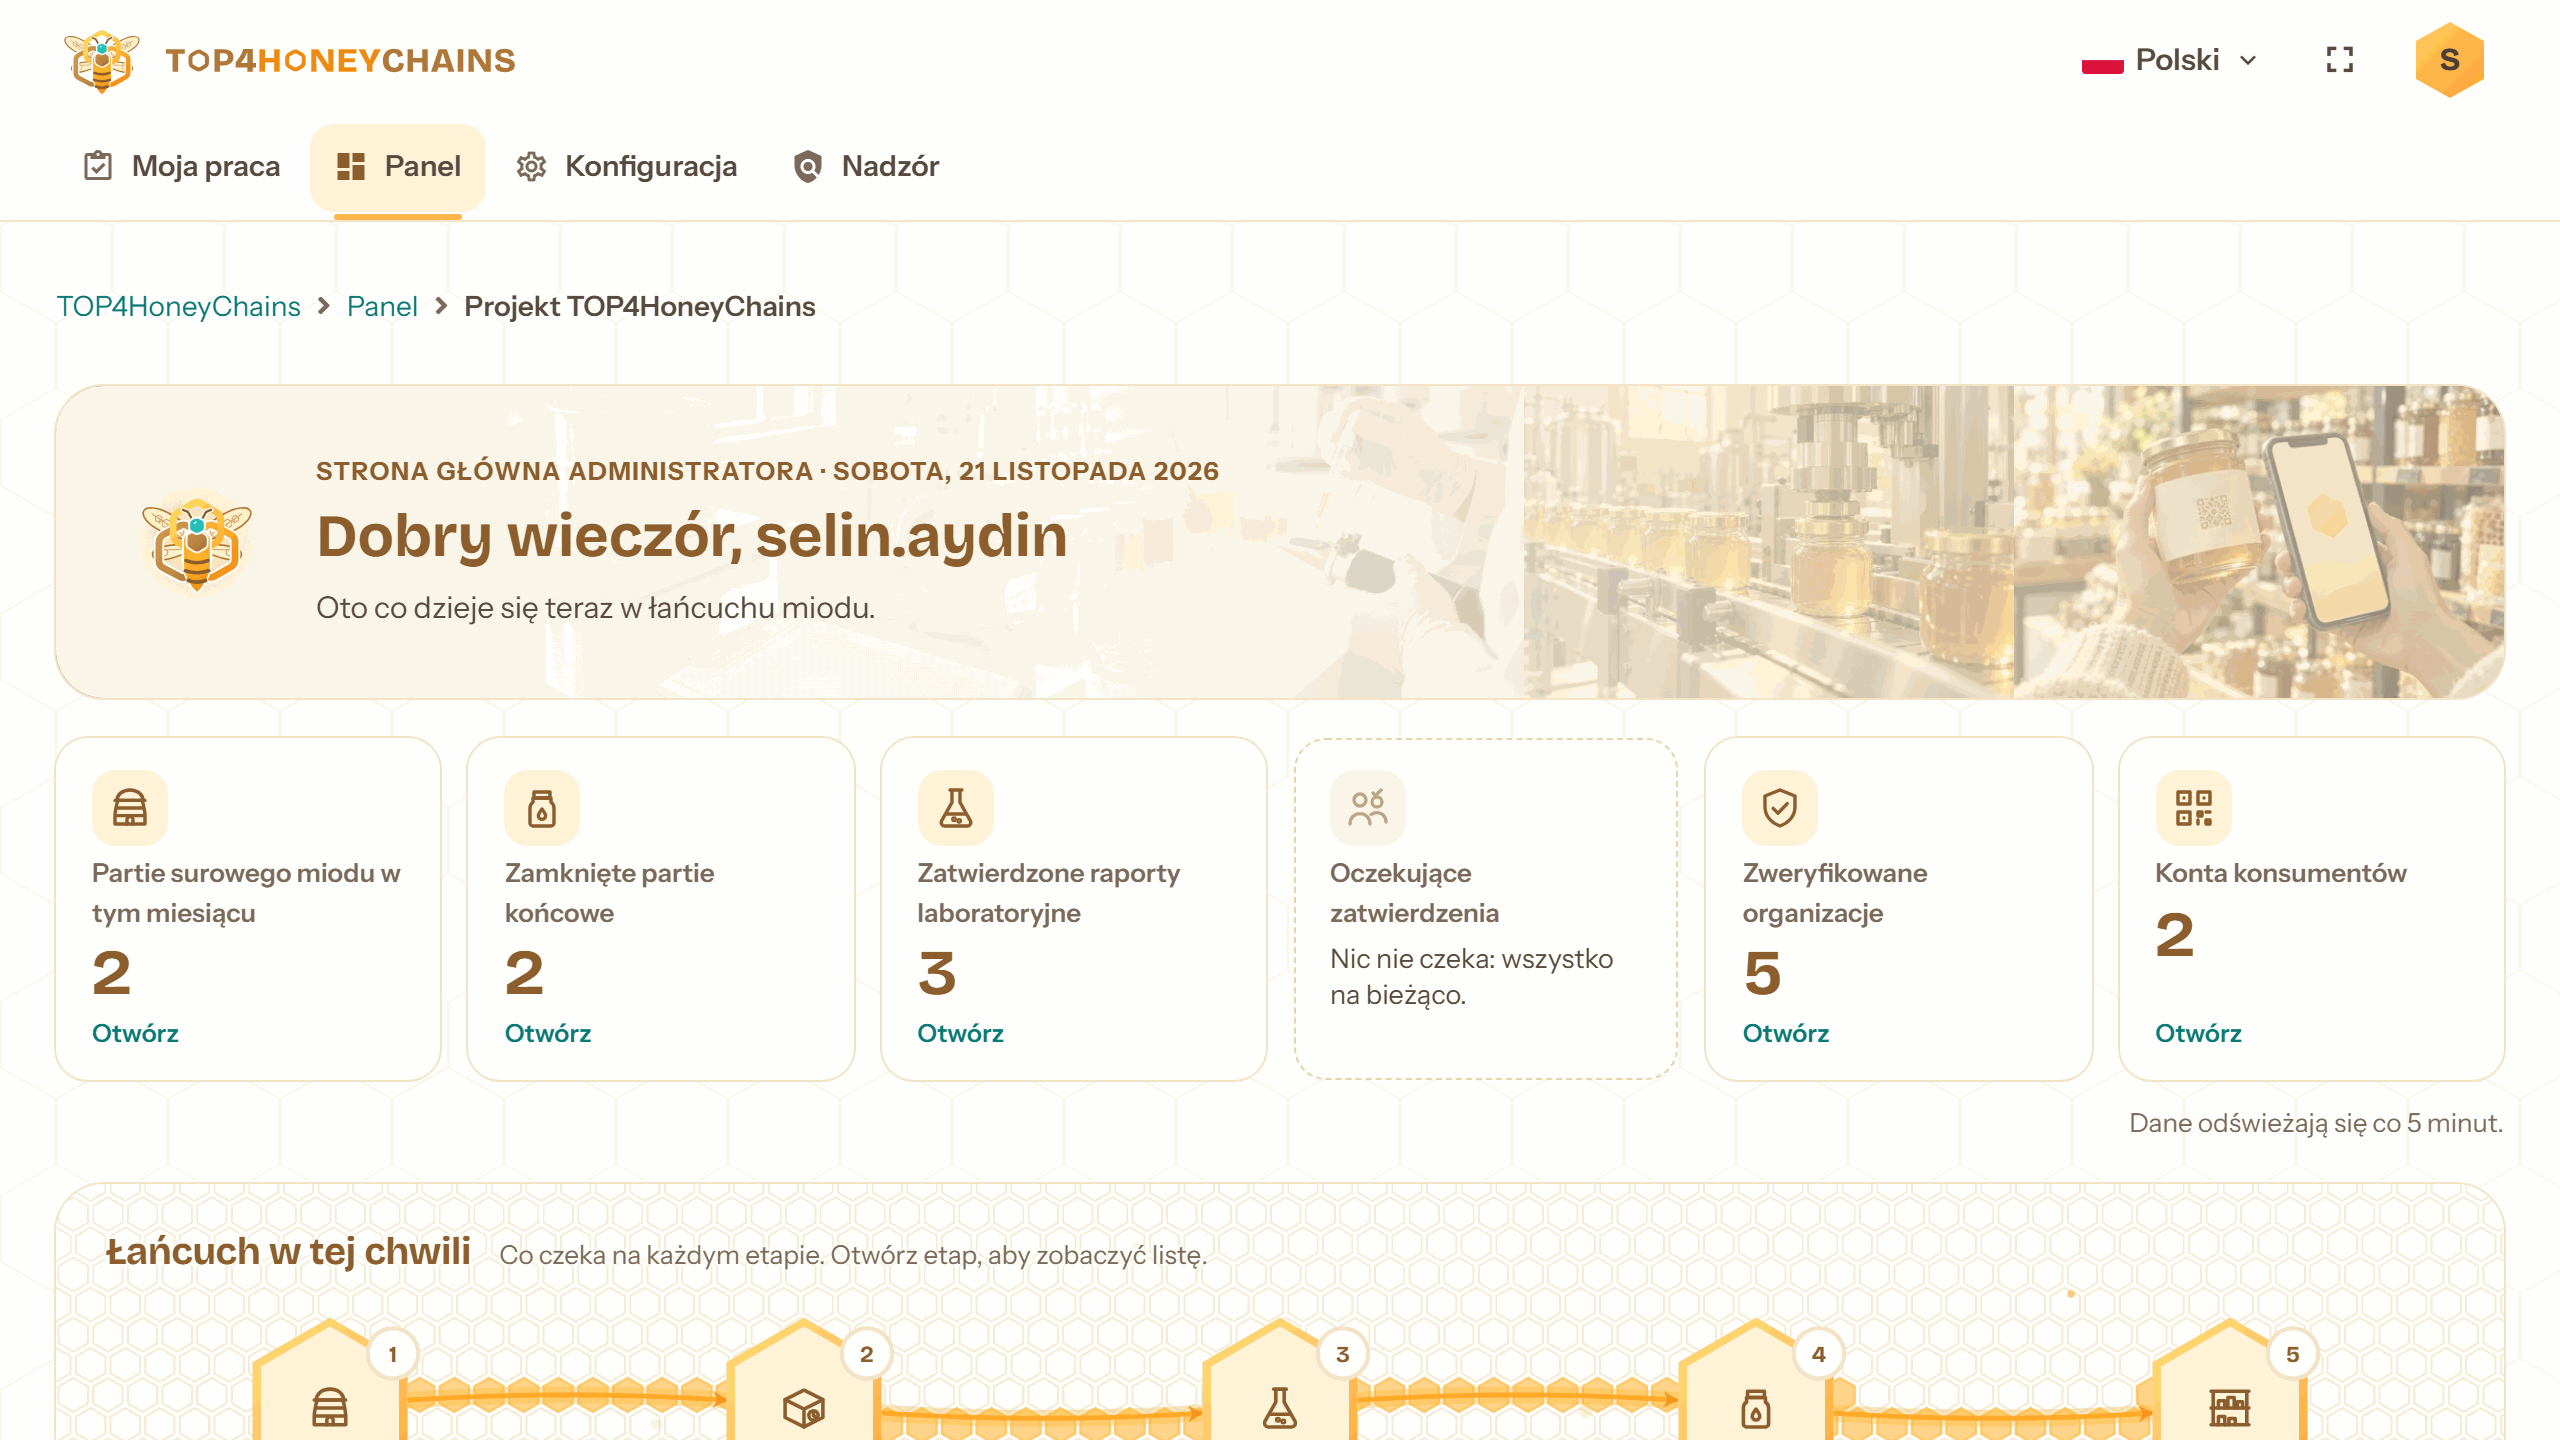 TOP4HONEYCHAINS
Polski
S
Moja praca
Panel
Konfiguracja
Nadzór
TOP4HoneyChains
Panel
Projekt TOP4HoneyChains
STRONA GŁÓWNA ADMINISTRATORA · SOBOTA, 21 LISTOPADA 2026
Dobry wieczór, selin.aydin
Oto co dzieje się teraz w łańcuchu miodu.
Partie surowego miodu w
tym miesiącu
2
Otwórz
Zamknięte partie
końcowe
2
Otwórz
Zatwierdzone raporty
laboratoryjne
3
Otwórz
Oczekujące
zatwierdzenia
Nic nie czeka: wszystko
na bieżąco.
Zweryfikowane
organizacje
5
Otwórz
Konta konsumentów
2
Otwórz
Dane odświeżają się co 5 minut.
Łańcuch w tej chwili
Co czeka na każdym etapie. Otwórz etap, aby zobaczyć listę.
1
2
3
4
5